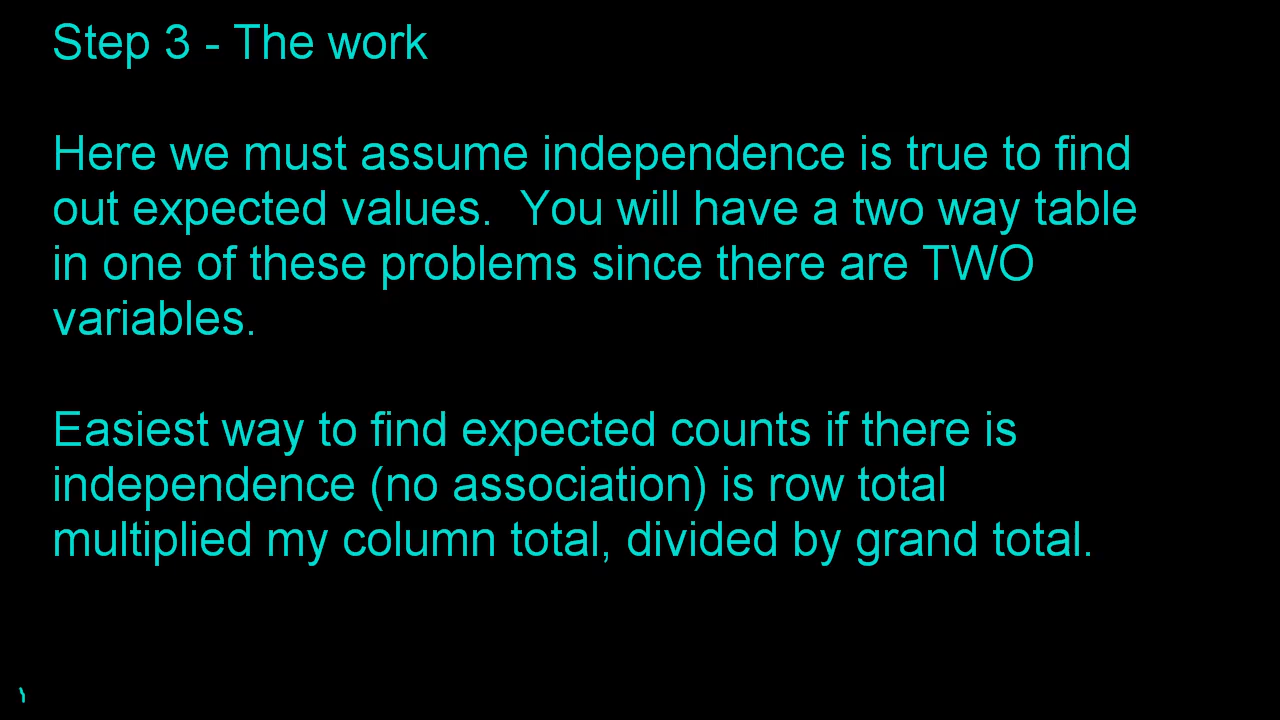 Step 3 - The work
Here we must assume independence is true to find
out expected values.  You will have a two way table
in one of these problems since there are TWO
variables.
Easiest way to find expected counts if there is
independence (no association) is row total
multiplied my column total, divided by grand total.